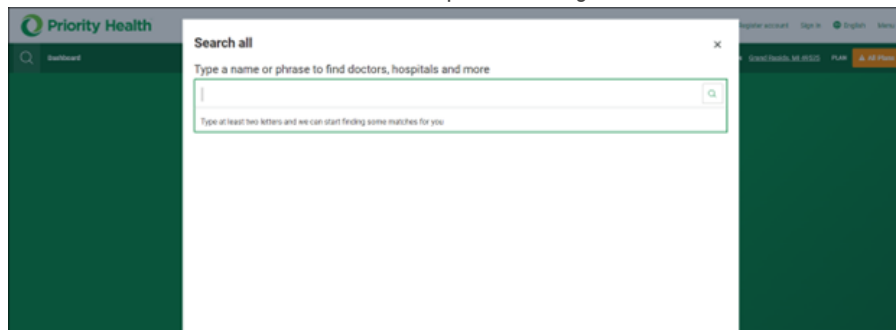 Priority Health
Register account Sign in English Menu
Dashboard
Grand Rapids, MI 49525 PLAN All Plans
Search all
Type a name or phrase to find doctors, hospitals and more
Type at least two letters and we can start finding some matches for you